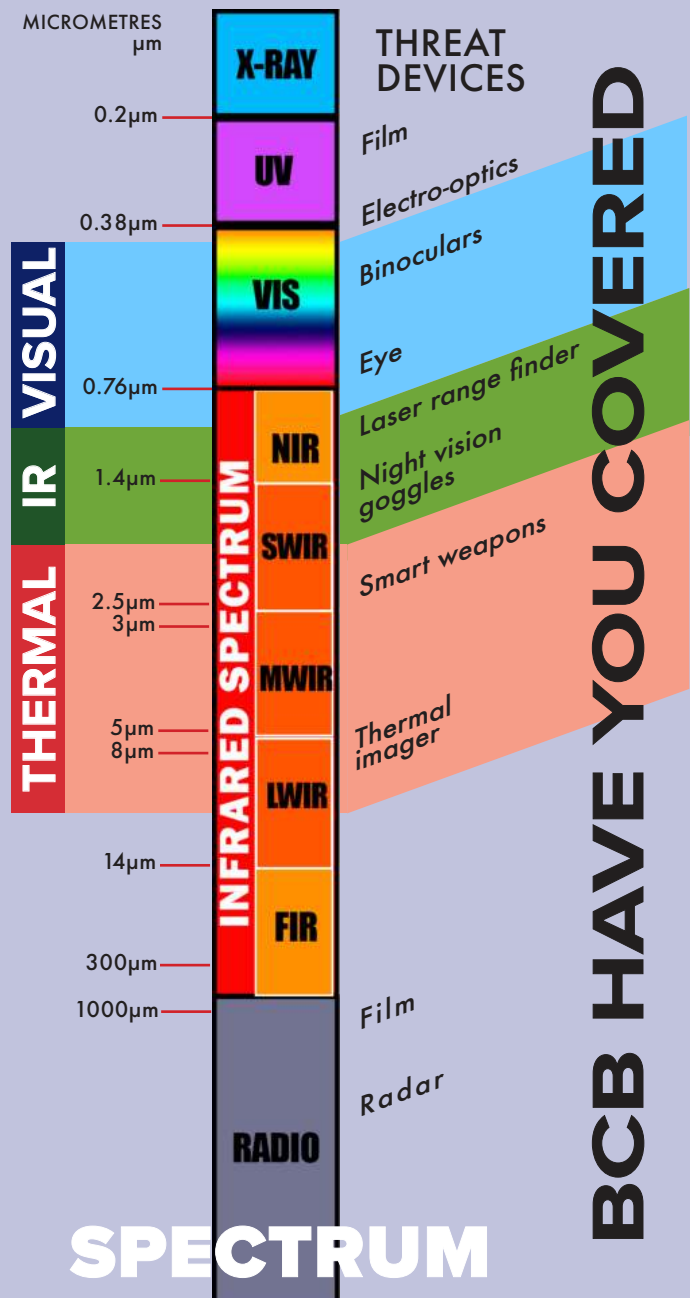 MICROMETRES
µm
0.2µm
0.38µm
0.76µm
1.4µm
2.5µm
3µm
5µm
8µm
14µm
300µm
1000µm
VISUAL
IR
THERMAL
X-RAY
UV
VIS
INFRARED SPECTRUM
NIR
SWIR
MWIR
LWIR
FIR
RADIO
THREAT
DEVICES
Film
Electro-optics
Binoculars
Eye
Laser range finder
Night vision
goggles
Smart weapons
Thermal
imager
Film
Radar
BCB HAVE YOU COVERED
SPECTRUM